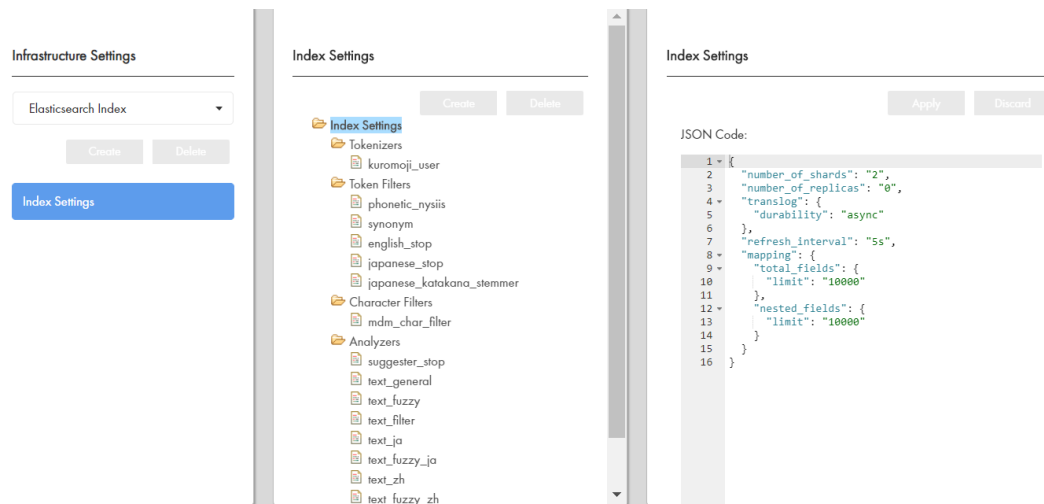 Infrastructure Settings
Elasticsearch Index
Create Delete
Index Settings
Index Settings
Create Delete
Index Settings
Tokenizers
kuromoji_user
Token Filters
phonetic_nysiis
synonym
english_stop
japanese_stop
japanese_katakana_stemmer
Character Filters
mdm_char_filter
Analyzers
suggester_stop
text_general
text_fuzzy
text_filter
text_ja
text_fuzzy_ja
text_zh
text_fuzzy_zh
Index Settings
Apply Discard
JSON Code:
1 {
2 "number_of_shards": "2",
3 "number_of_replicas": "0",
4 "translog": {
5 "durability": "async"
6 },
7 "refresh_interval": "5s",
8 "mapping": {
9 "total_fields": {
10 "limit": "10000"
11 },
12 "nested_fields": {
13 "limit": "10000"
14 }
15 }
16 }